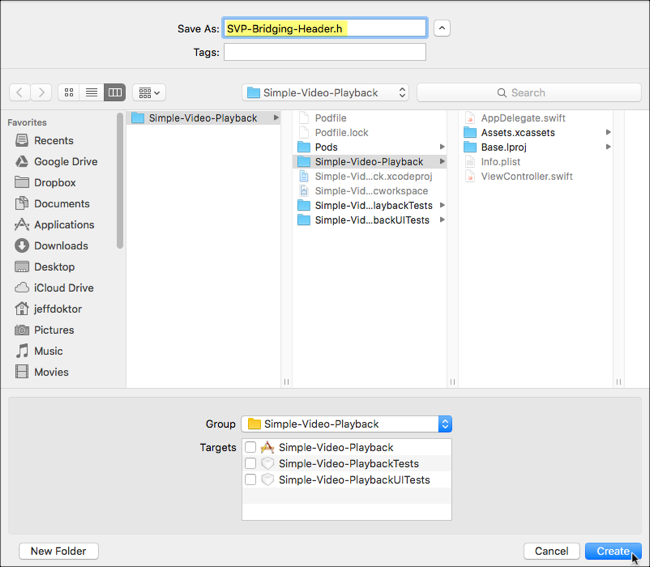 Save As: SVP-Bridging-Header.h
Tags:
Simple-Video-Playback
Search
Favorites
Recents
Google Drive
Dropbox
Documents
Applications
Downloads
Desktop
iCloud Drive
jeffdoktor
Pictures
Music
Movies
Simple-Video-Playback
Podfile
Podfile.lock
Pods
Simple-Video-Playback
Simple-Vid...ck.xcodeproj
Simple-Vid...cworkspace
Simple-Vid...laybackTests
Simple-Vid...backUITests
AppDelegate.swift
Assets.xcassets
Base.lproj
Info.plist
ViewController.swift
Group Simple-Video-Playback
Targets Simple-Video-Playback
Simple-Video-PlaybackTests
Simple-Video-PlaybackUITests
New Folder Cancel Create